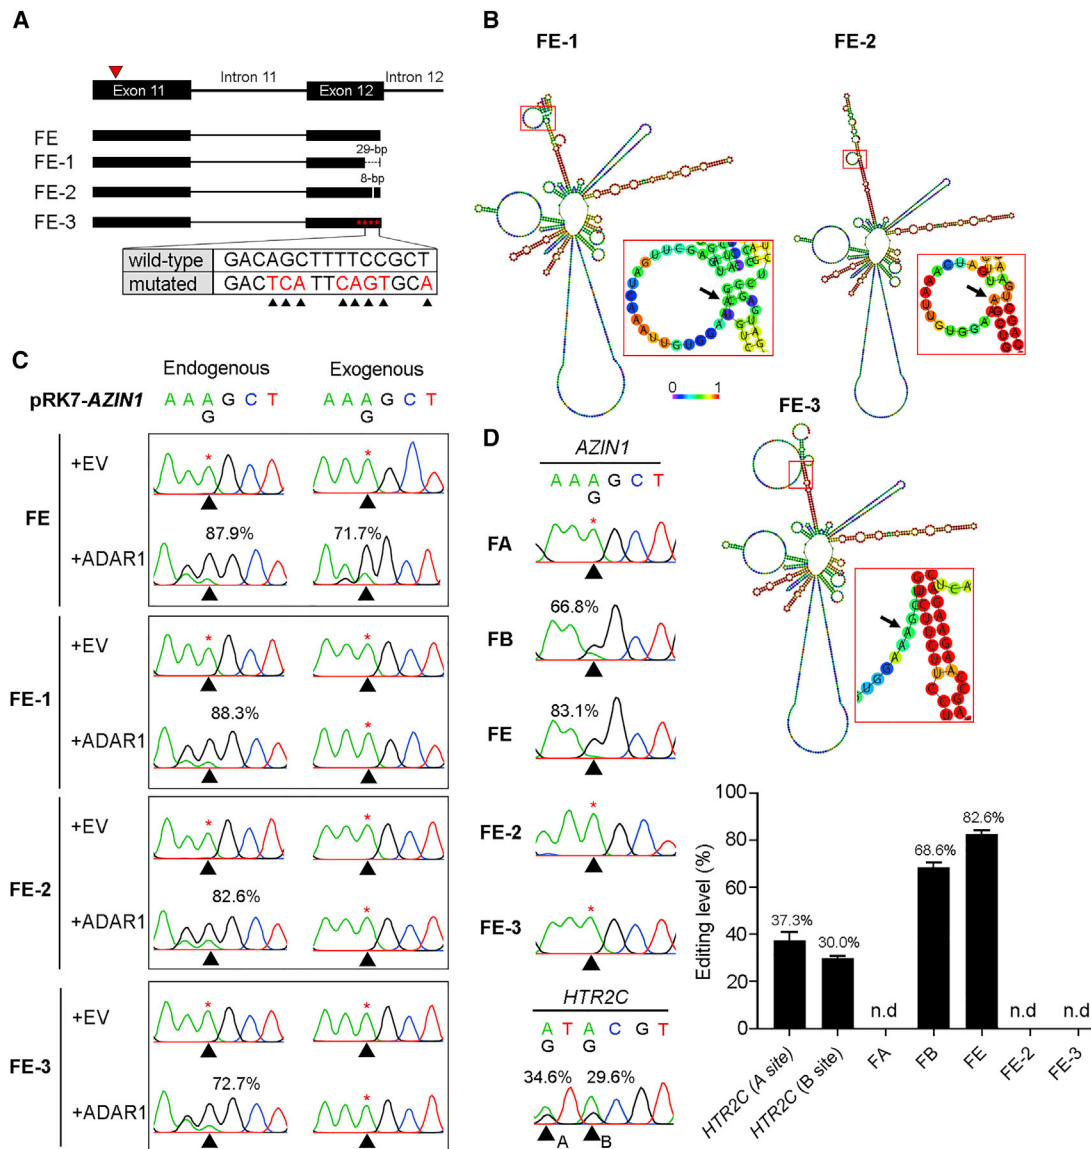 A
Exon 11
Intron 11
Exon 12
Intron 12
FE
FE-1
29-bp
FE-2
8-bp
FE-3
****
wild-type GACAGCTTTTCCGCT
mutated GACTCA TTCAGTGCA
B
FE-1
FE-2
0 1
FE-3
C
Endogenous Exogenous
pRK7-AZIN1
A A A G C T
G
A A A G C T
G
FE
+EV
* *
+ADAR1
87.9% 71.7%
FE-1
+EV
* *
+ADAR1
88.3% *
FE-2
+EV
* *
+ADAR1
82.6% *
FE-3
+EV
* *
+ADAR1
72.7% *
D
AZIN1
A A A G C T
G
FA
*
FB
66.8%
FE
83.1%
FE-2
*
FE-3
*
HTR2C
A T A C G T
G G
34.6% 29.6%
A B
Editing level (%)
100
80
60
40
20
0
37.3%
30.0%
n.d
68.6%
82.6%
n.d
n.d
HTR2C (A site)
HTR2C (B site)
FA
FB
FE
FE-2
FE-3